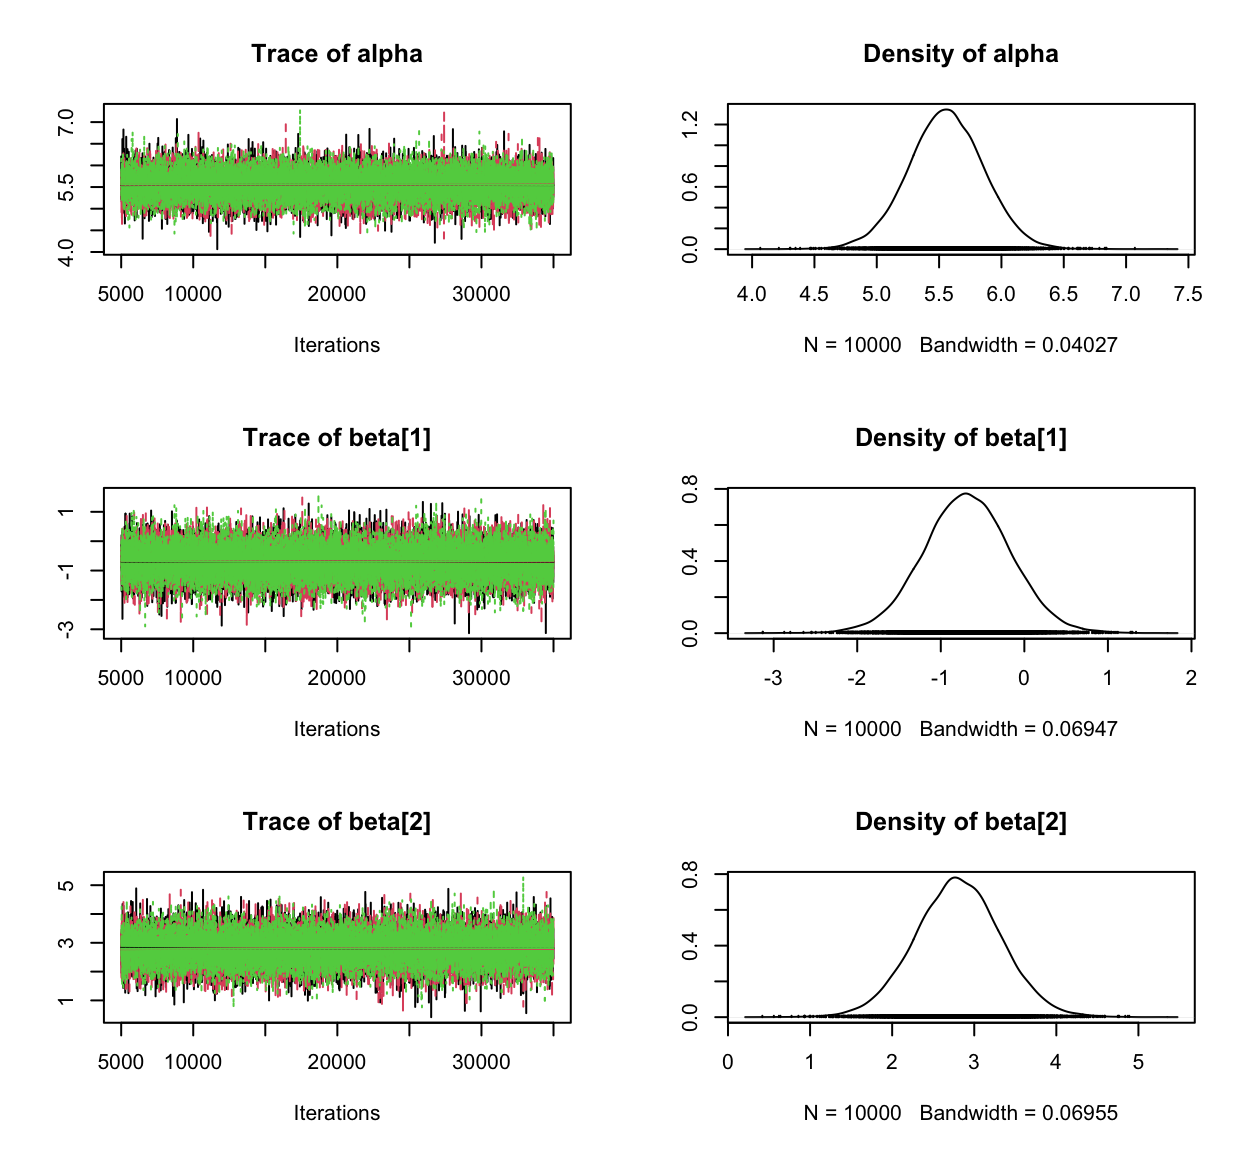 Trace of alpha
7.0
5.5
4.0
5000 10000 20000 30000
Iterations
Density of alpha
1.2
0.6
0.0
4.0 4.5 5.0 5.5 6.0 6.5 7.0 7.5
N = 10000 Bandwidth = 0.04027
Trace of beta[1]
1
-1
-3
5000 10000 20000 30000
Iterations
Density of beta[1]
0.8
0.4
0.0
-3 -2 -1 0 1 2
N = 10000 Bandwidth = 0.06947
Trace of beta[2]
5
3
1
5000 10000 20000 30000
Iterations
Density of beta[2]
0.8
0.4
0.0
0 1 2 3 4 5
N = 10000 Bandwidth = 0.06955